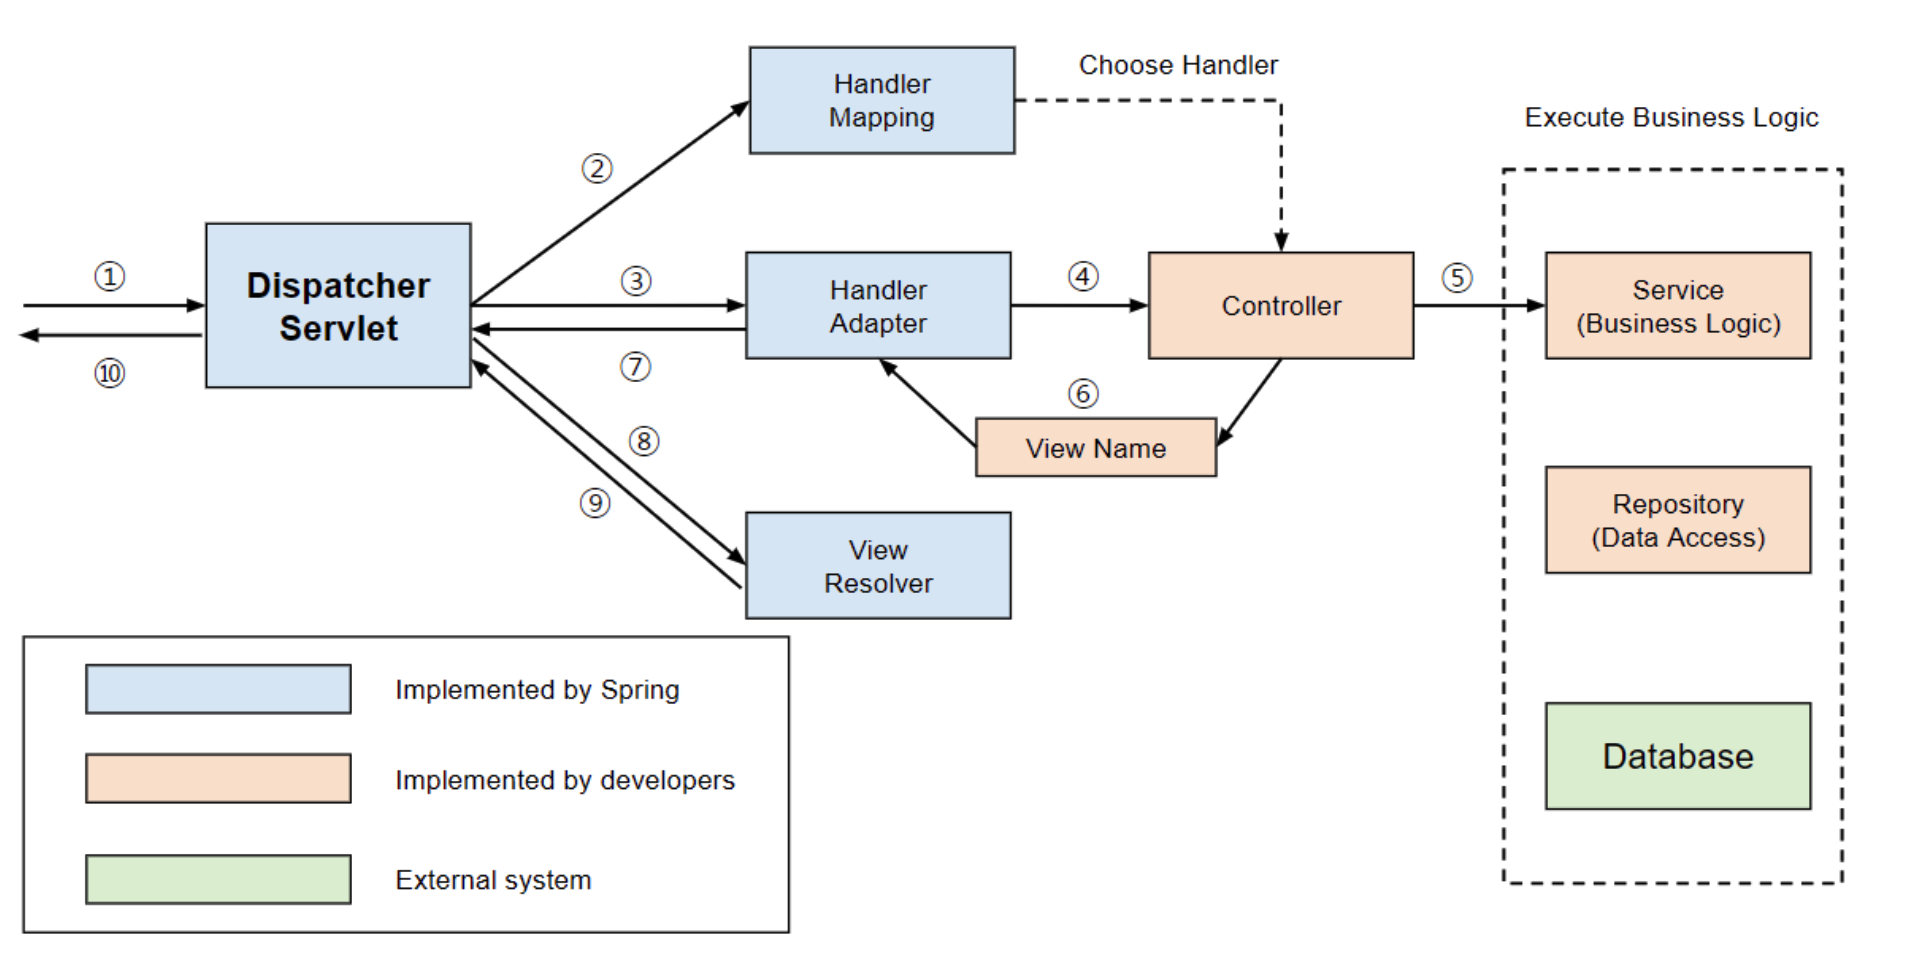 Handler
Mapping
Choose Handler
Execute Business Logic
②
①
Dispatcher
Servlet
③
Handler
Adapter
④
Controller
⑤
Service
(Business Logic)
⑩
⑦
⑥
View Name
⑧
⑨
View
Resolver
Repository
(Data Access)
Database
Implemented by Spring
Implemented by developers
External system